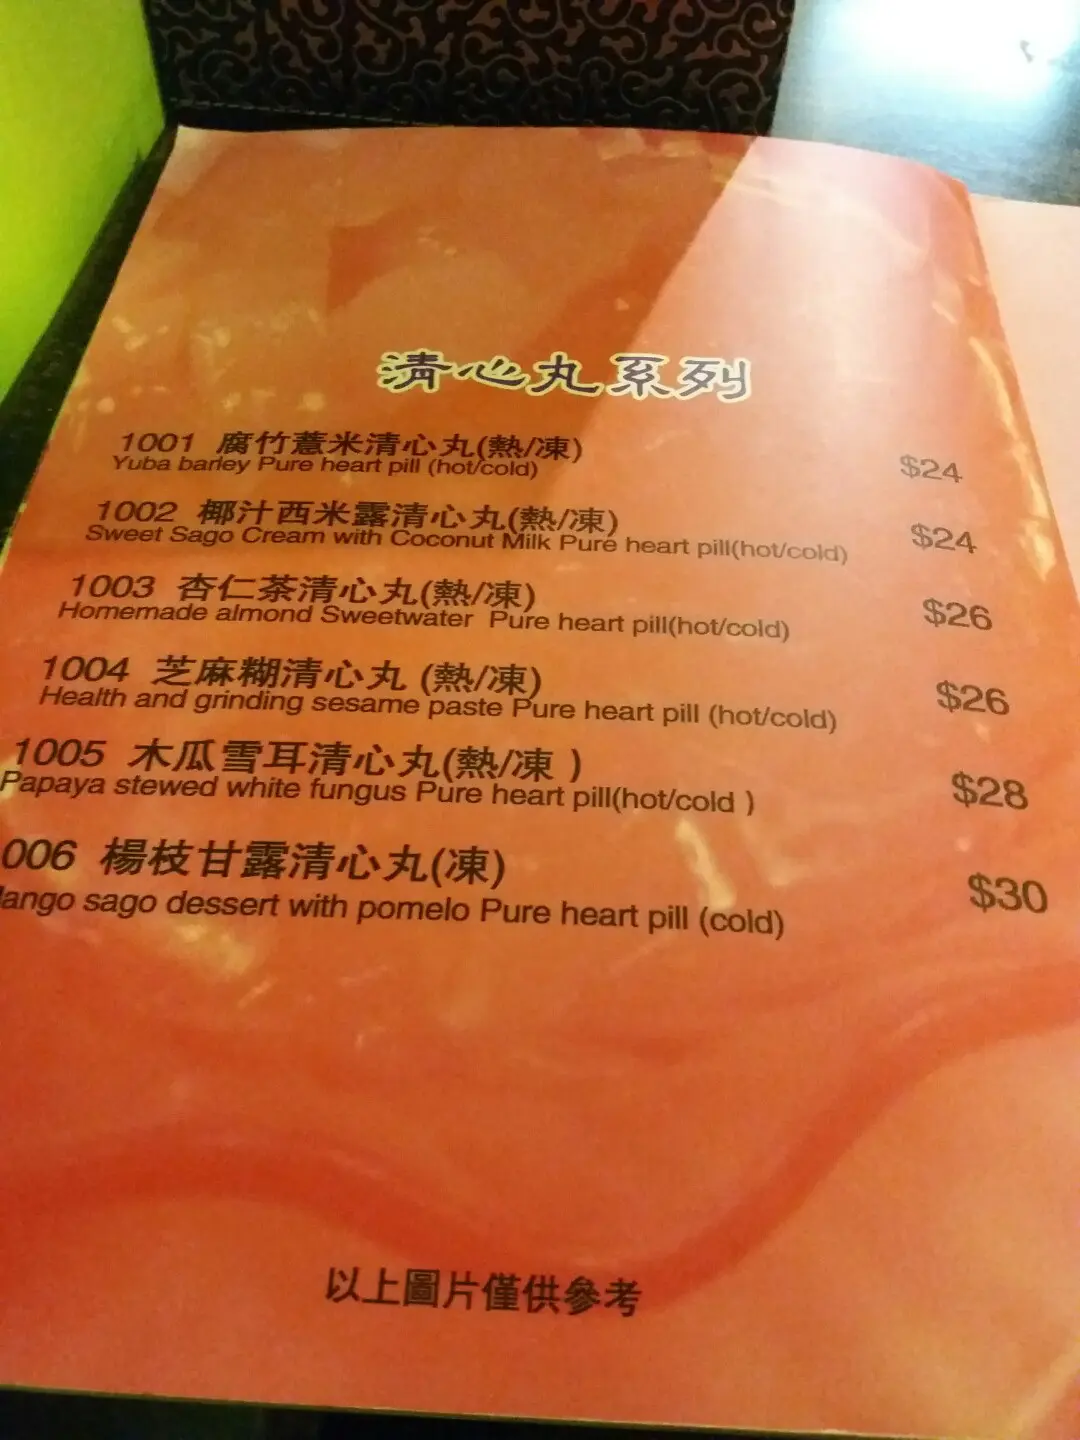 清心丸系列
1001 腐竹薏米清心丸(熱/凍)
Yuba barley Pure heart pill (hot/cold)
$24
1002 椰汁西米露清心丸(熱/凍)
Sweet Sago Cream with Coconut Milk Pure heart pill(hot/cold)
$24
1003 杏仁茶清心丸(熱/凍)
Homemade almond Sweetwater Pure heart pill(hot/cold)
$26
1004 芝麻糊清心丸 (熱/凍)
Health and grinding sesame paste Pure heart pill (hot/cold)
$26
1005 木瓜雪耳清心丸(熱/凍 )
Papaya stewed white fungus Pure heart pill(hot/cold )
$28
006 楊枝甘露清心丸(凍)
ango sago dessert with pomelo Pure heart pill (cold)
$30
以上圖片僅供參考